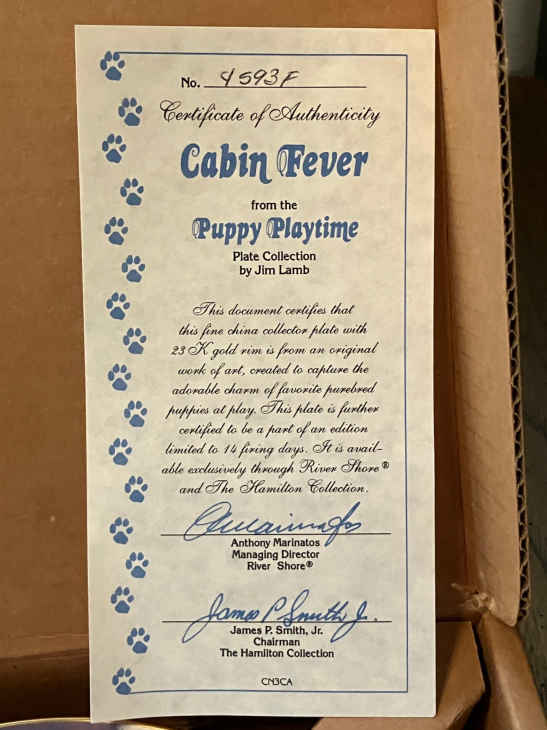 No. 4593F
Certificate of Authenticity
Cabin Fever
from the
Puppy Playtime
Plate Collection
by Jim Lamb
This document certifies that
this fine china collector plate with
23 K gold rim is from an original
work of art, created to capture the
adorable charm of favorite purebred
puppies at play. This plate is further
certified to be a part of an edition
limited to 14 firing days. It is avail-
able exclusively through River Shore®
and The Hamilton Collection.
A Marinatos
Anthony Marinatos
Managing Director
River Shore®
James P Smith Jr.
James P. Smith, Jr.
Chairman
The Hamilton Collection
CN3CA